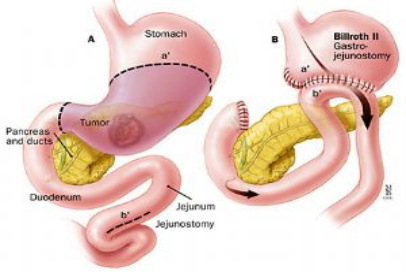 A
Stomach
a'
Tumor
Pancreas
and ducts
Duodenum
b'
Jejunum
Jejunostomy
B
Billroth II
Gastro-
jejunostomy
a'
b'